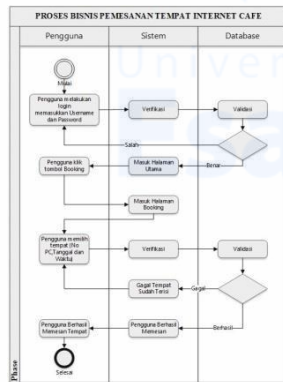 PROSES BISNIS PEMESANAN TEMPAT INTERNET CAFE
Pengguna
Sistem
Database
Mulai
Pengguna melakukan
login
memasukkan Username
dan Password
Verifikasi
Validasi
Salah
Benar
Pengguna klik
tombol Booking
Masuk Halaman
Utama
Masuk Halaman
Booking
Pengguna memilih
tempat (No
PC,Tanggal dan
Waktu)
Verifikasi
Validasi
Gagal Tempat
Sudah Terisi
Gagal
Berhasil
Pengguna Berhasil
Memesan Tempat
Pengguna Berhasil
Memesan
Selesai
Phase
Univer
Esa